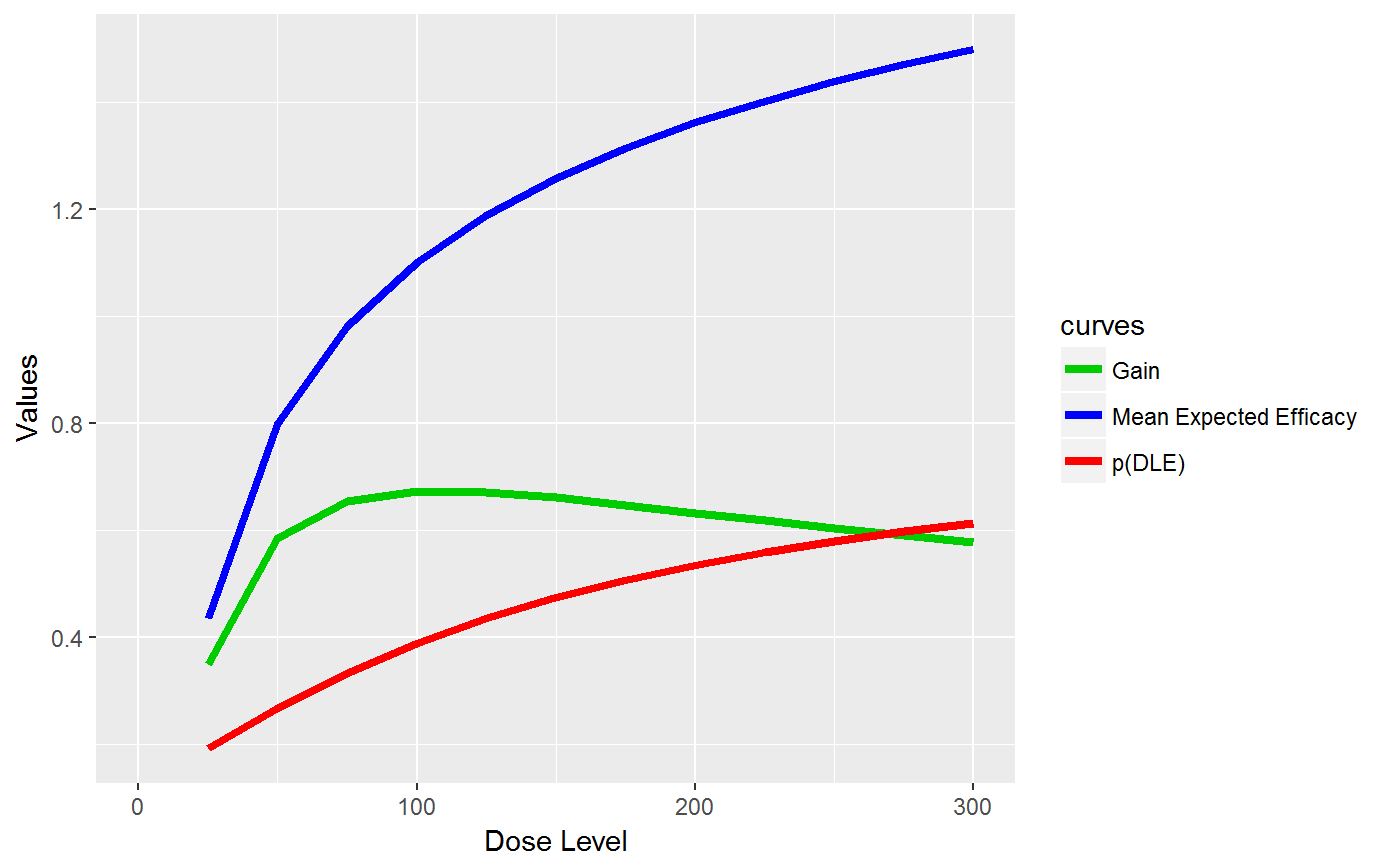 Values
1.2
0.8
0.4
0
100
200
300
Dose Level
curves
Gain
Mean Expected Efficacy
p(DLE)